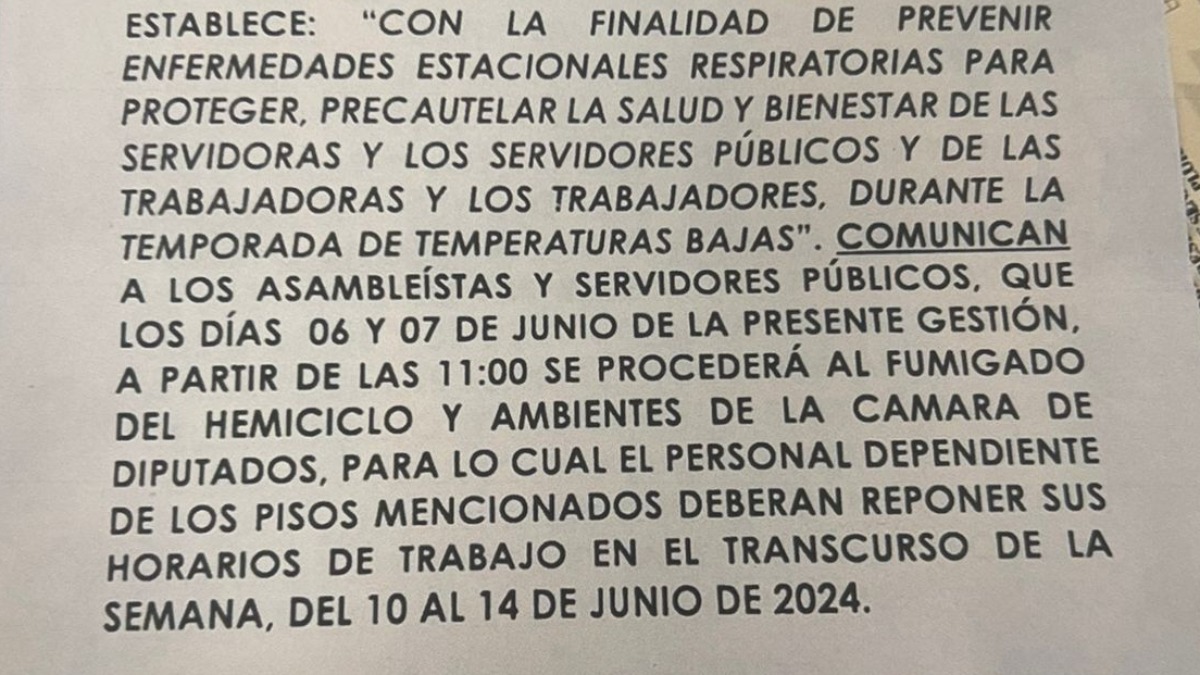 ESTABLECE: “CON LA FINALIDAD DE PREVENIR
ENFERMEDADES ESTACIONALES RESPIRATORIAS PARA
PROTEGER, PRECAUTELAR LA SALUD Y BIENESTAR DE LAS
SERVIDORAS Y LOS SERVIDORES PÚBLICOS Y DE LAS
TRABAJADORAS Y LOS TRABAJADORES, DURANTE LA
TEMPORADA DE TEMPERATURAS BAJAS”. COMUNICAN
A LOS ASAMBLEÍSTAS Y SERVIDORES PÚBLICOS, QUE
LOS DÍAS 06 Y 07 DE JUNIO DE LA PRESENTE GESTIÓN,
A PARTIR DE LAS 11:00 SE PROCEDERÁ AL FUMIGADO
DEL HEMICICLO Y AMBIENTES DE LA CAMARA DE
DIPUTADOS, PARA LO CUAL EL PERSONAL DEPENDIENTE
DE LOS PISOS MENCIONADOS DEBERAN REPONER SUS
HORARIOS DE TRABAJO EN EL TRANSCURSO DE LA
SEMANA, DEL 10 AL 14 DE JUNIO DE 2024.